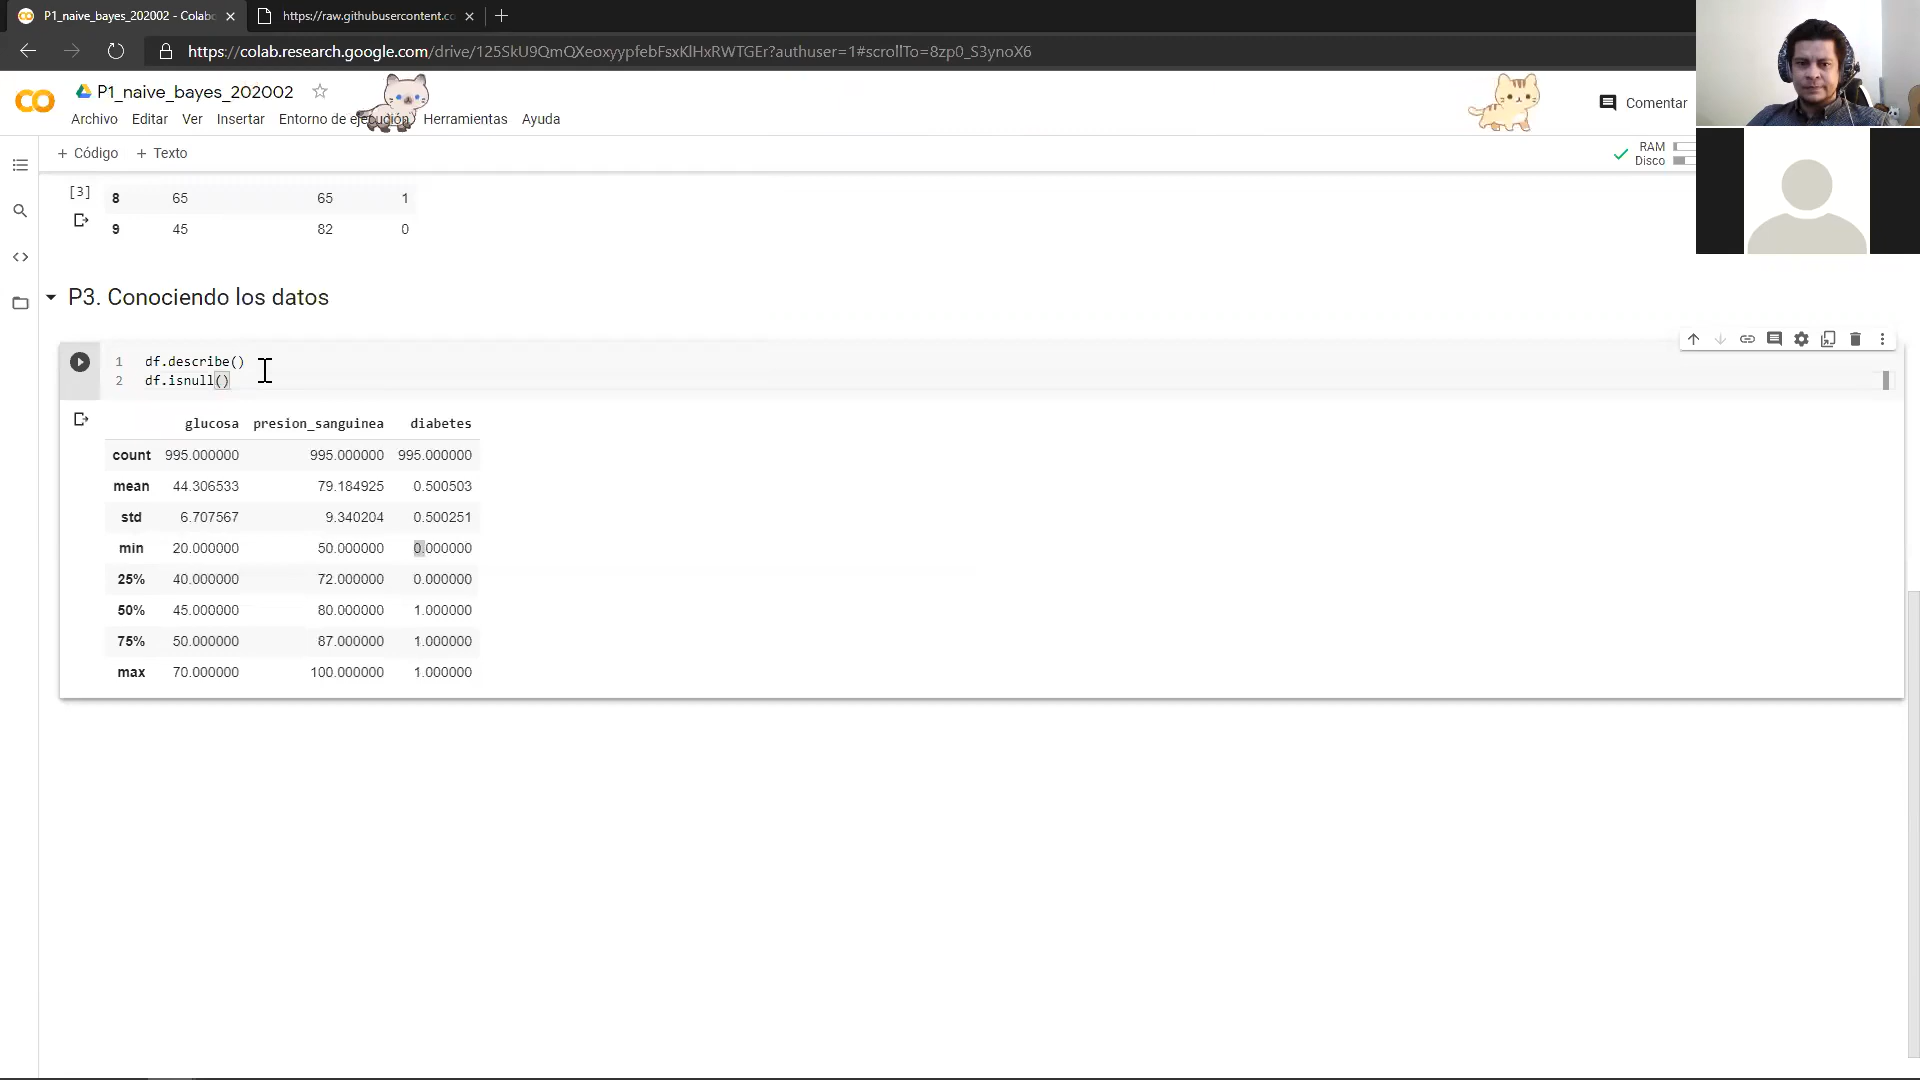 P1_naive_bayes_202002 - Colabo
https://raw.githubusercontent.co
https://colab.research.google.com/drive/125SkU9QmQXeoxyypfebFsxKlHxRWTGEr?authuser=1#scrollTo=8zp0_S3ynoX6
CO
P1_naive_bayes_202002
Comentar
Archivo Editar Ver Insertar Entorno de ejecución Herramientas Ayuda
+ Código + Texto
RAM
Disco
[3] 8 65 65 1
9 45 82 0
P3. Conociendo los datos
1 df.describe()
2 df.isnull()
glucosa presion_sanguinea diabetes
count 995.000000 995.000000 995.000000
mean 44.306533 79.184925 0.500503
std 6.707567 9.340204 0.500251
min 20.000000 50.000000 0.000000
25% 40.000000 72.000000 0.000000
50% 45.000000 80.000000 1.000000
75% 50.000000 87.000000 1.000000
max 70.000000 100.000000 1.000000